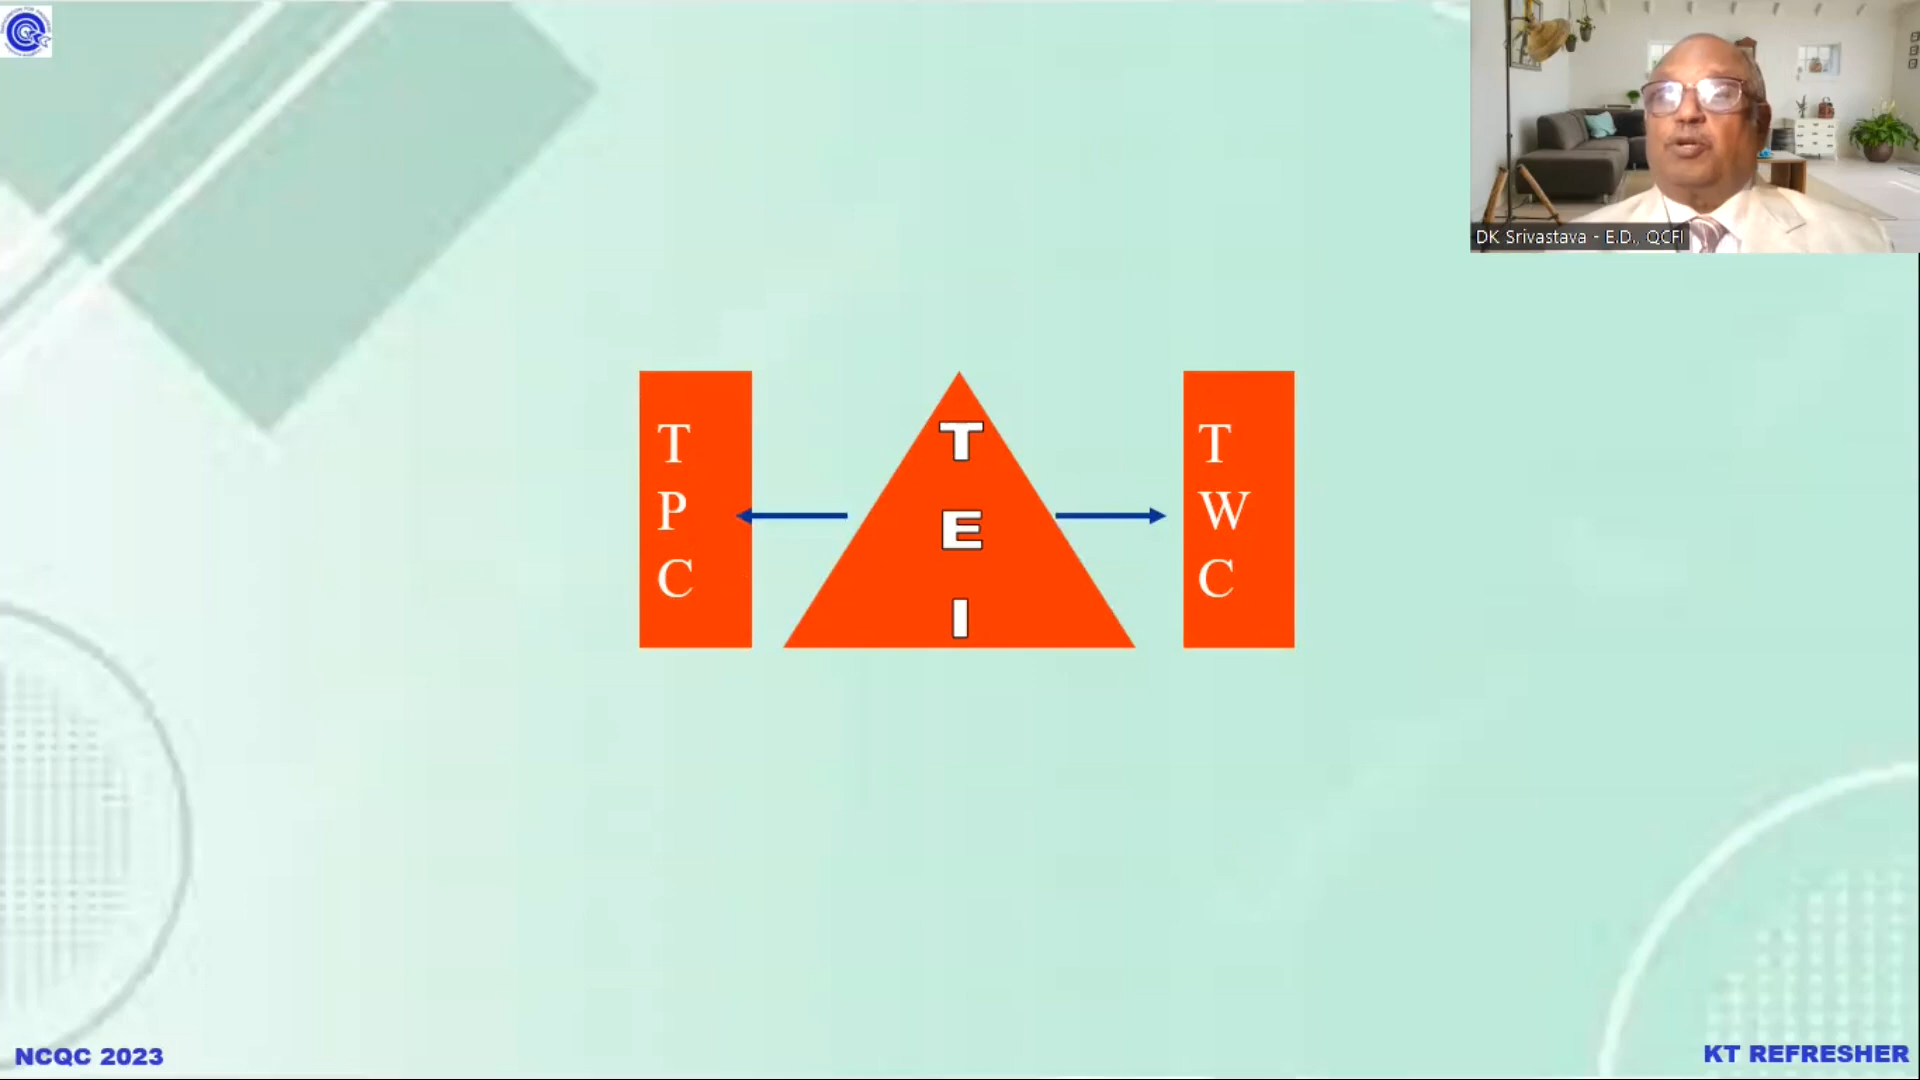 DK Srivastava - E.D., QCFI
T
P
C
T
E
I
T
W
C
NCQC 2023
KT REFRESHER